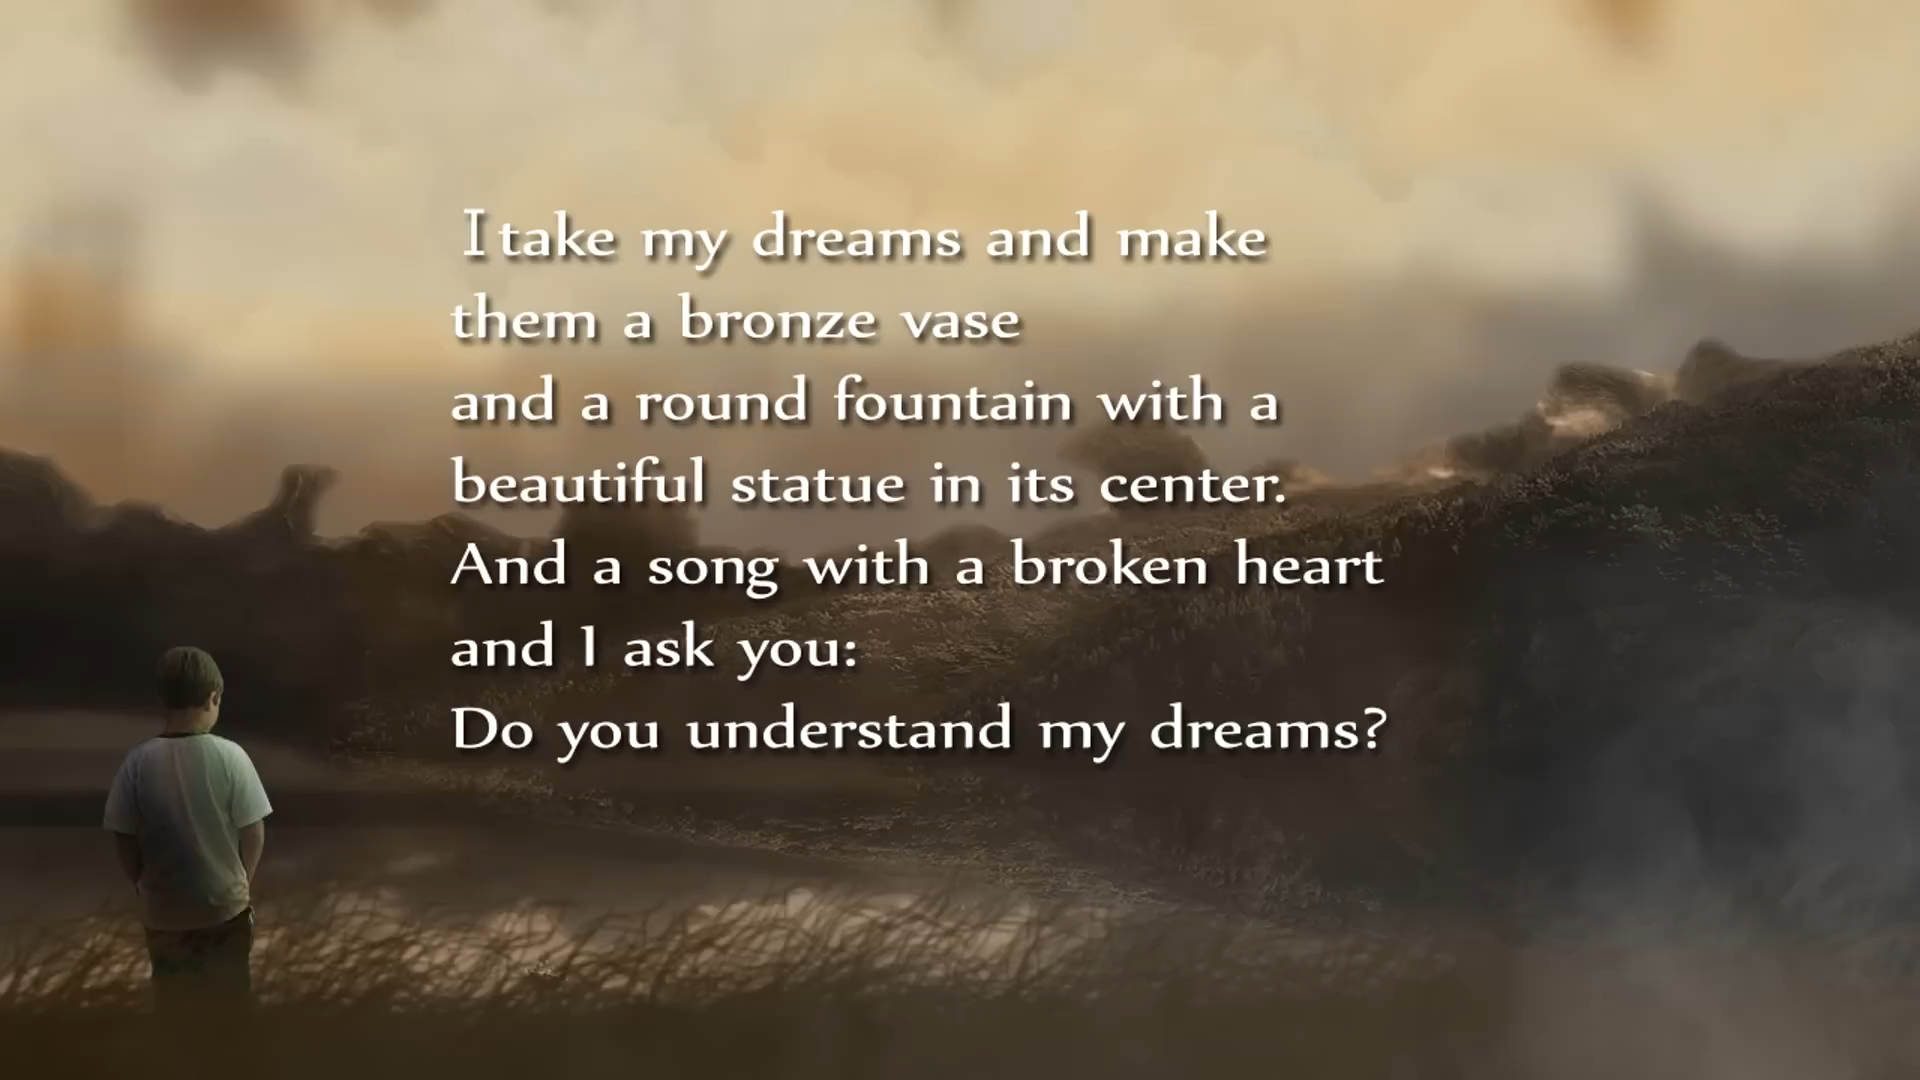 I take my dreams and make
them a bronze vase
and a round fountain with a
beautiful statue in its center.
And a song with a broken heart
and I ask you:
Do you understand my dreams?